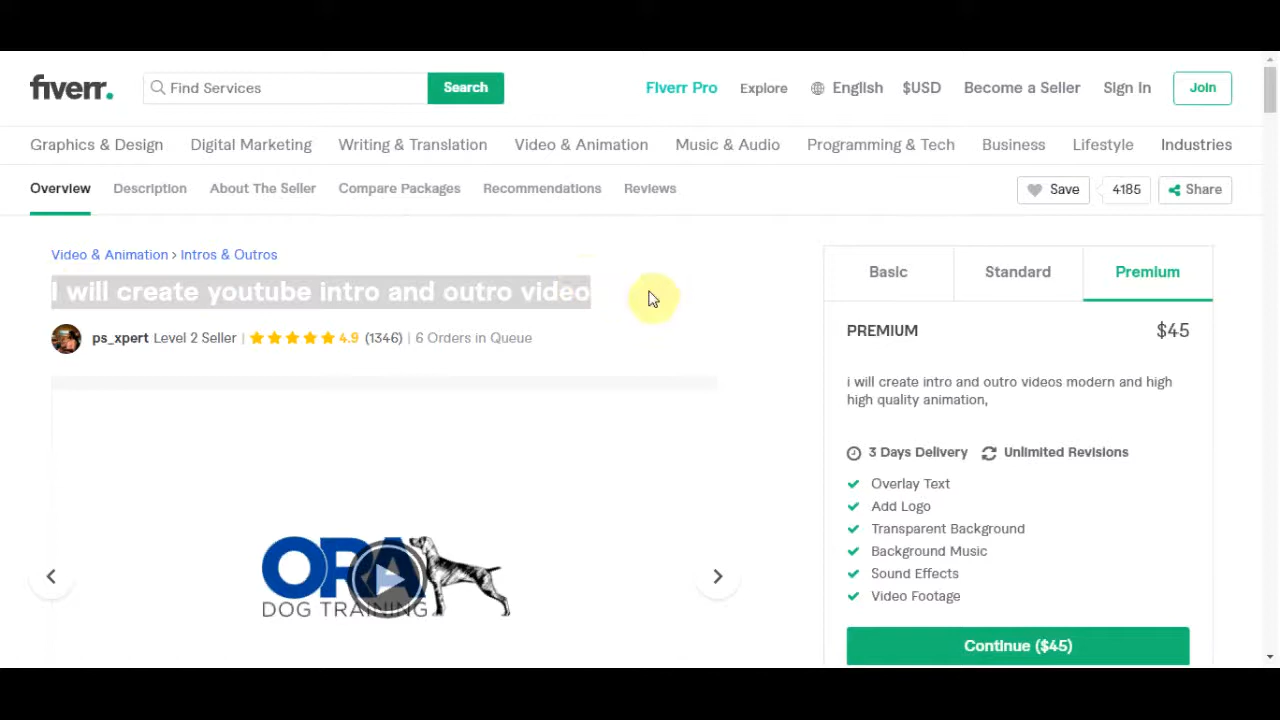 fiverr.
Find Services
Search
Fiverr Pro
Explore
English
$USD
Become a Seller
Sign In
Join
Graphics & Design
Digital Marketing
Writing & Translation
Video & Animation
Music & Audio
Programming & Tech
Business
Lifestyle
Industries
Overview
Description
About The Seller
Compare Packages
Recommendations
Reviews
Save
4185
Share
Video & Animation › Intros & Outros
I will create youtube intro and outro video
ps_xpert Level 2 Seller | 4.9 (1346) | 6 Orders in Queue
ORA
DOG TRAINING
Basic
Standard
Premium
PREMIUM
$45
i will create intro and outro videos modern and high
high quality animation,
3 Days Delivery
Unlimited Revisions
Overlay Text
Add Logo
Transparent Background
Background Music
Sound Effects
Video Footage
Continue ($45)